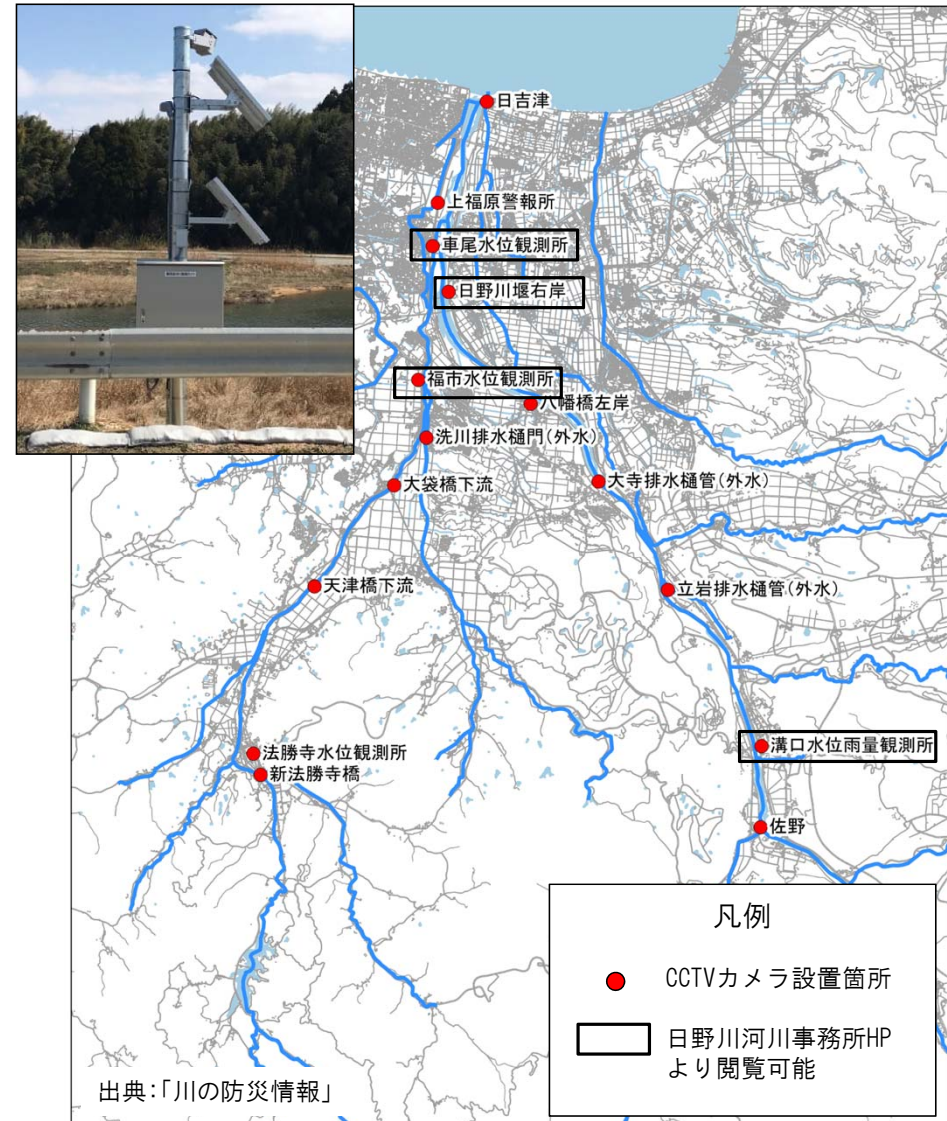 日吉津
上福原警報所
車尾水位観測所
日野川堰右岸
福市水位観測所
八幡橋左岸
洗川排水樋門(外水)
大袋橋下流
大寺排水樋管(外水)
天津橋下流
立岩排水樋管(外水)
溝口水位雨量観測所
法勝寺水位観測所
新法勝寺橋
佐野
凡例
CCTVカメラ設置箇所
日野川河川事務所HP
より閲覧可能
出典:「川の防災情報」